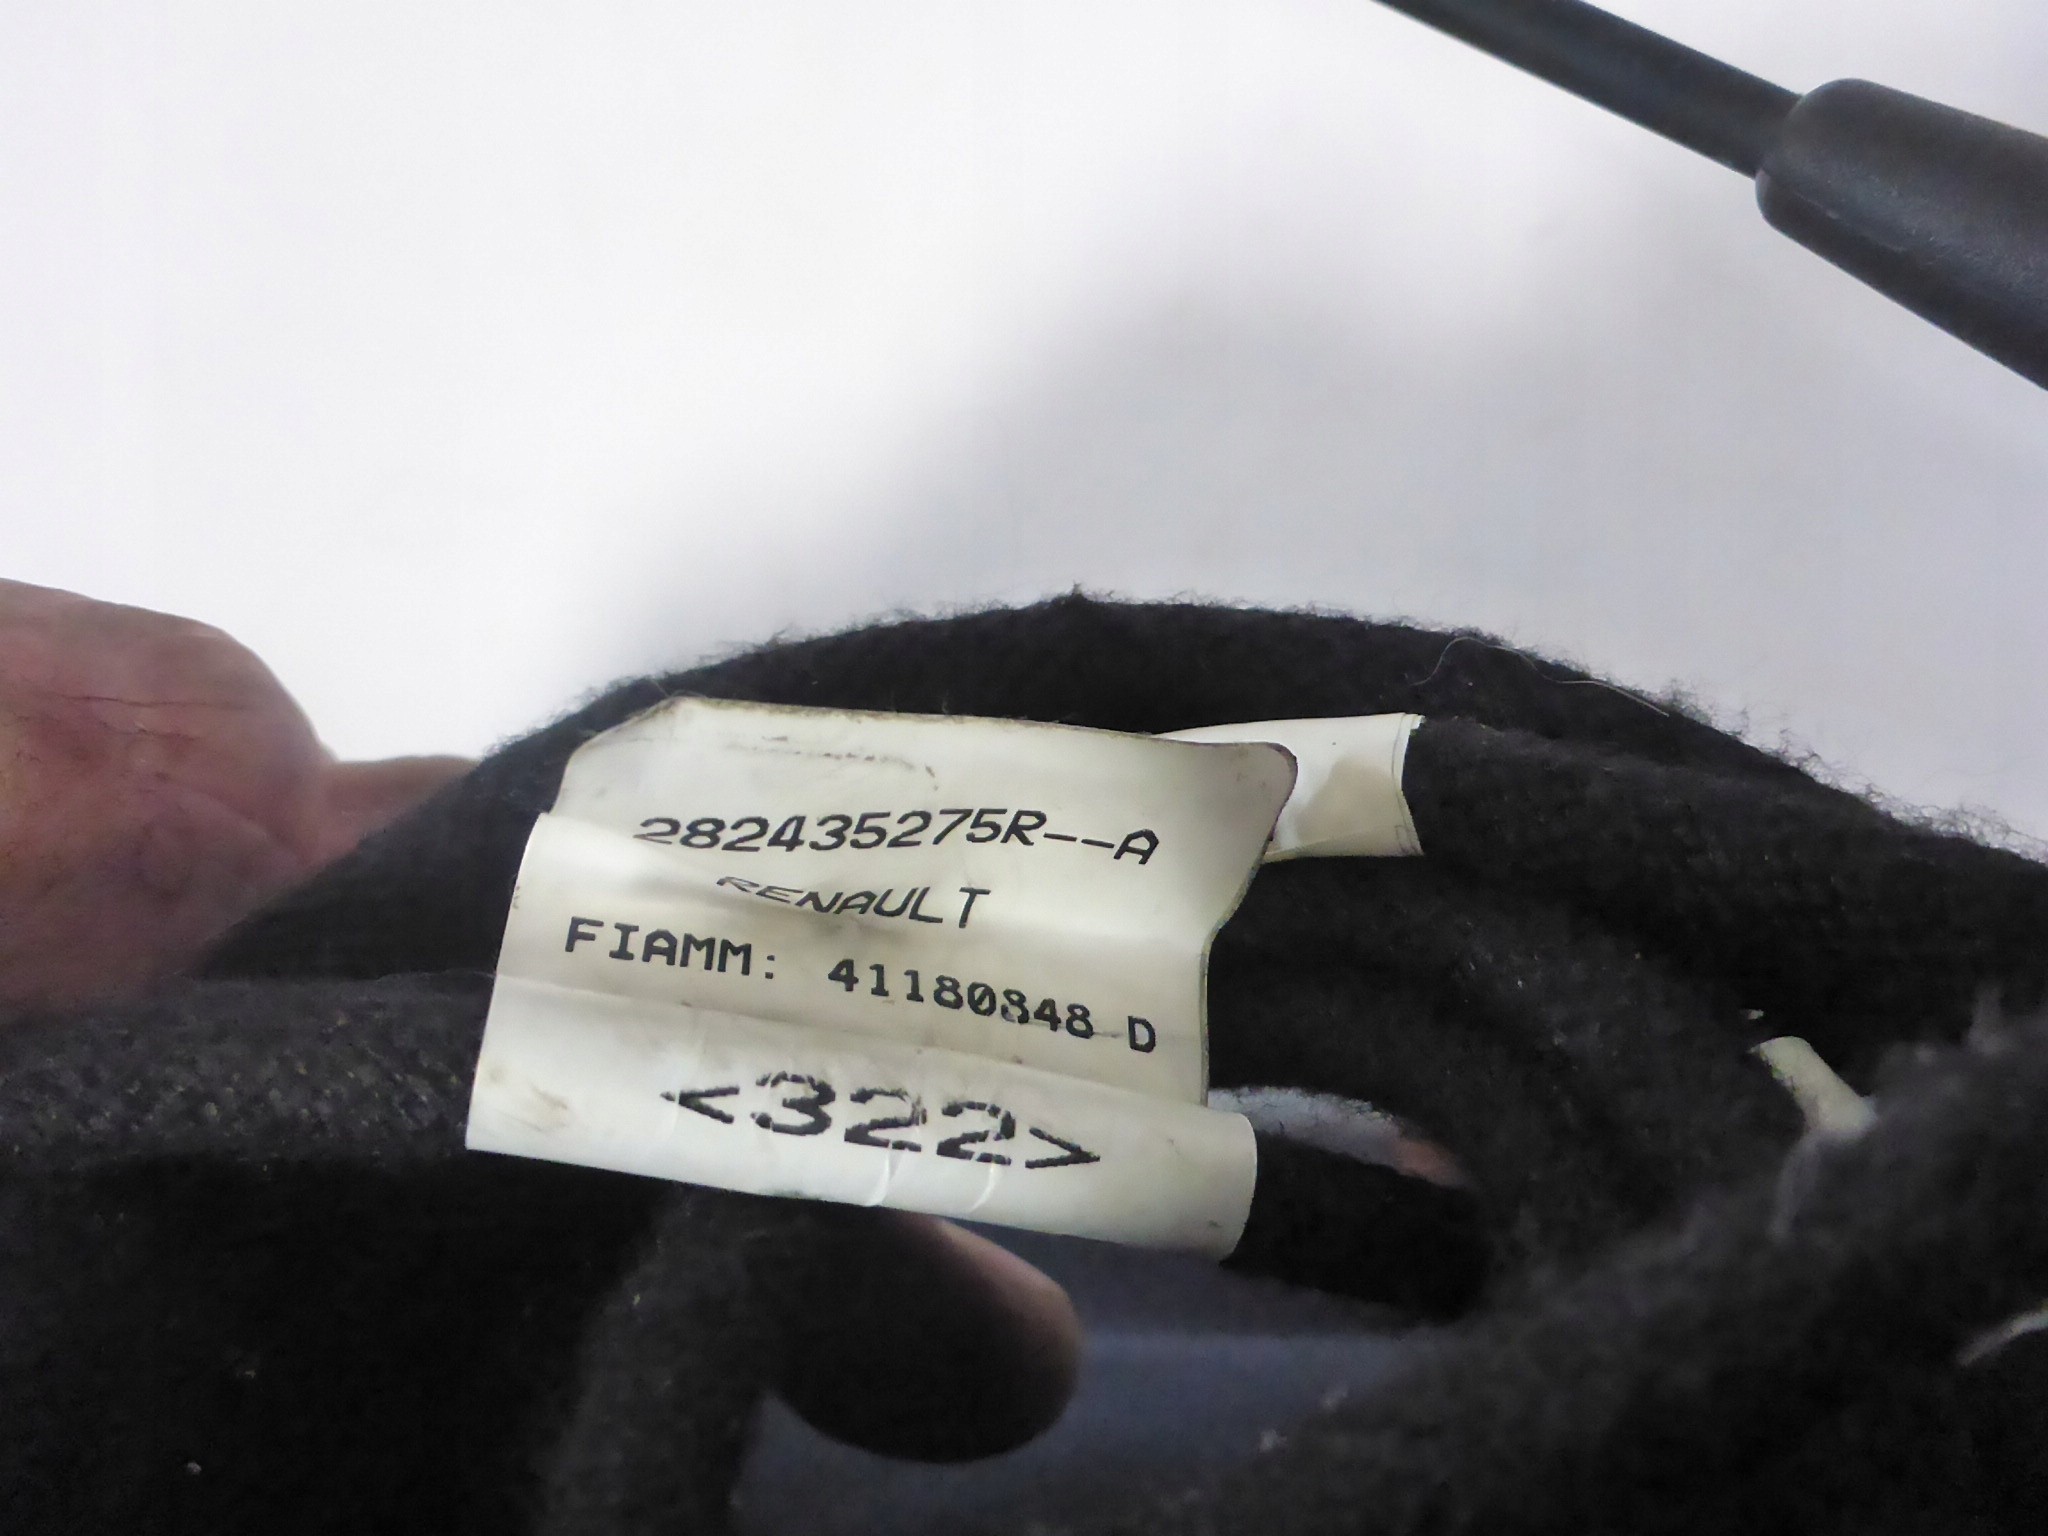 282435275R--A
RENAULT
FIAMM: 41180848 D
<322>